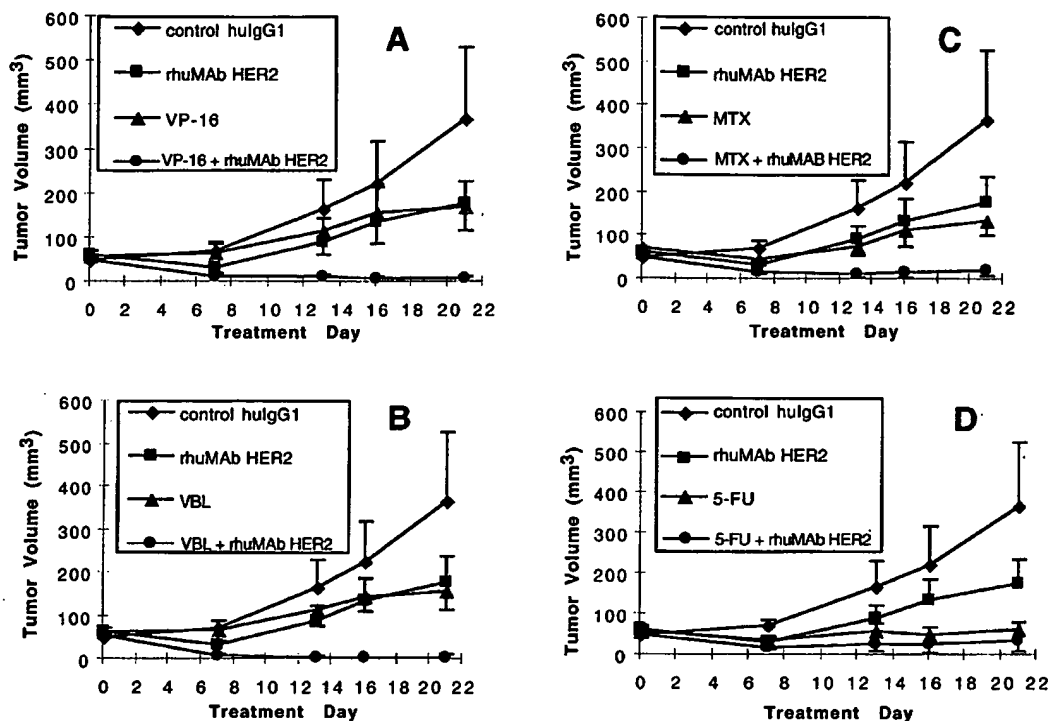 A
control huIgG1
rhuMAb HER2
VP-16
VP-16 + rhuMAb HER2
Tumor Volume (mm3)
600
500
400
300
200
100
0
0 2 4 6 8 10 12 14 16 18 20 22
Treatment Day
C
control huIgG1
rhuMAb HER2
MTX
MTX + rhuMAB HER2
Tumor Volume (mm3)
600
500
400
300
200
100
0
0 2 4 6 8 10 12 14 16 18 20 22
Treatment Day
B
control huIgG1
rhuMAb HER2
VBL
VBL + rhuMAb HER2
Tumor Volume (mm3)
600
500
400
300
200
100
0
0 2 4 6 8 10 12 14 16 18 20 22
Treatment Day
D
control huIgG1
rhuMAb HER2
5-FU
5-FU + rhuMAb HER2
Tumor Volume (mm3)
600
500
400
300
200
100
0
0 2 4 6 8 10 12 14 16 18 20 22
Treatment Day